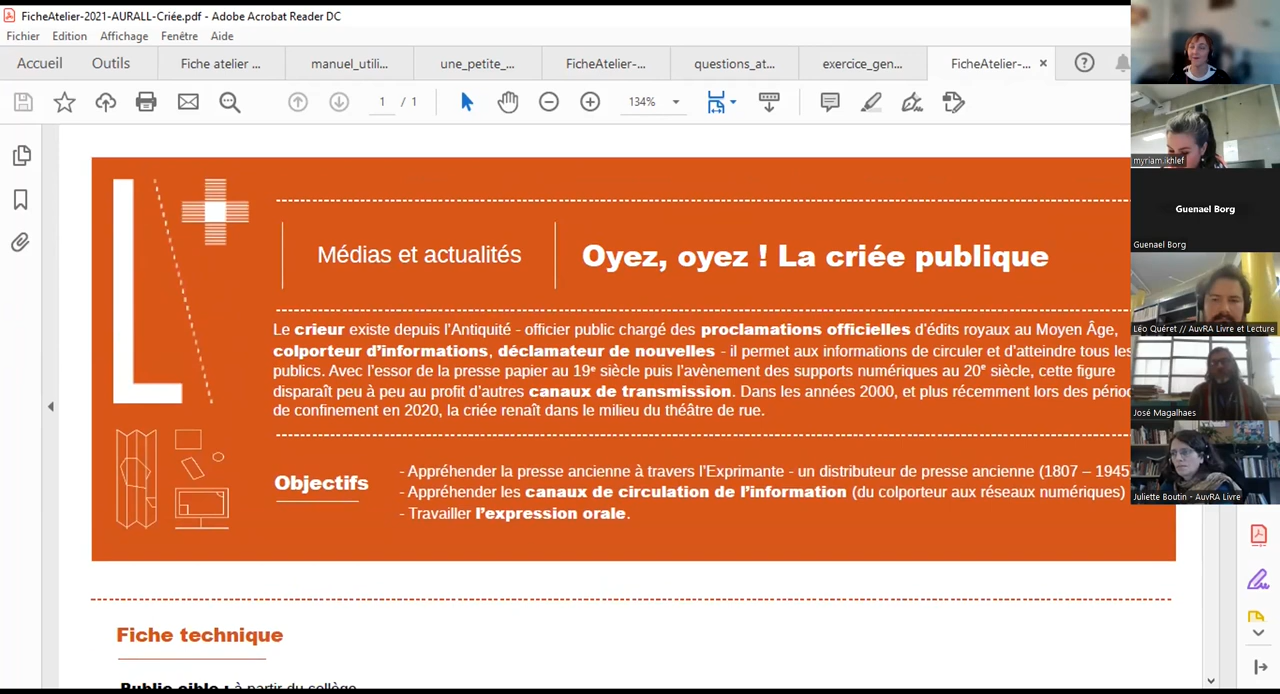 FicheAtelier-2021-AURALL-Criée.pdf - Adobe Acrobat Reader DC
Fichier Edition Affichage Fenêtre Aide
Accueil Outils Fiche atelier ... manuel_utili... une_petite_... FicheAtelier-... questions_at... exercice_gen... FicheAtelier-... ×
1 / 1 134%
myriam.ikhlef
Guenael Borg
Guenael Borg
Léo Quéret // AuvRA Livre et Lecture
José Magalhaes
Juliette Boutin - AuvRA Livre
L+
Médias et actualités
Oyez, oyez ! La criée publique
Le crieur existe depuis l'Antiquité - officier public chargé des proclamations officielles d'édits royaux au Moyen Âge,
colporteur d'informations, déclamateur de nouvelles - il permet aux informations de circuler et d'atteindre tous les
publics. Avec l'essor de la presse papier au 19e siècle puis l'avènement des supports numériques au 20e siècle, cette figure
disparaît peu à peu au profit d'autres canaux de transmission. Dans les années 2000, et plus récemment lors des pério
de confinement en 2020, la criée renaît dans le milieu du théâtre de rue.
Objectifs
- Appréhender la presse ancienne à travers l'Exprimante - un distributeur de presse ancienne (1807 – 1945
- Appréhender les canaux de circulation de l'information (du colporteur aux réseaux numériques)
- Travailler l'expression orale.
Fiche technique
Public cible : à partir du collège